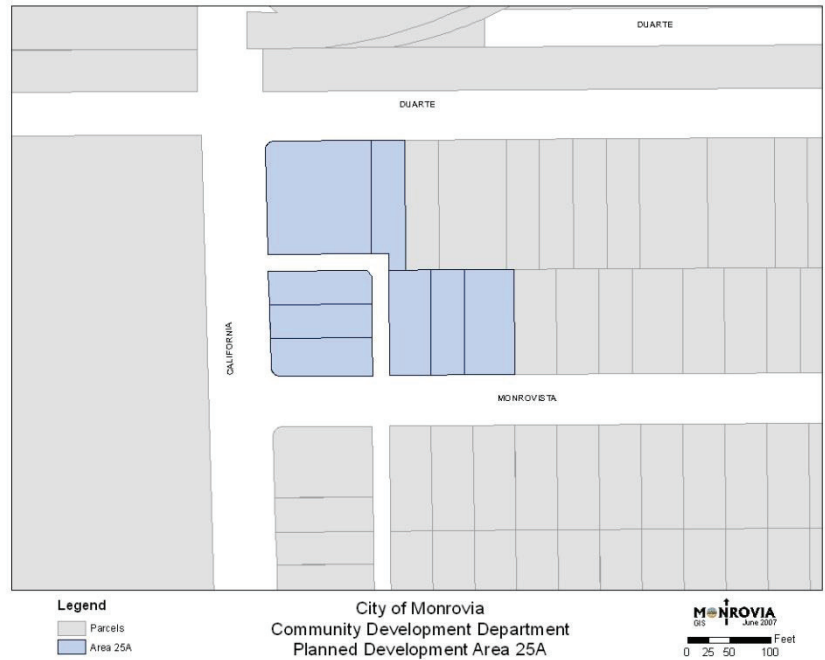 DUARTE
DUARTE
CALIFORNIA
MONROVISTA
Legend
Parcels
Area 25A
City of Monrovia
Community Development Department
Planned Development Area 25A
MONROVIA
GIS June 2007
Feet
0 25 50 100